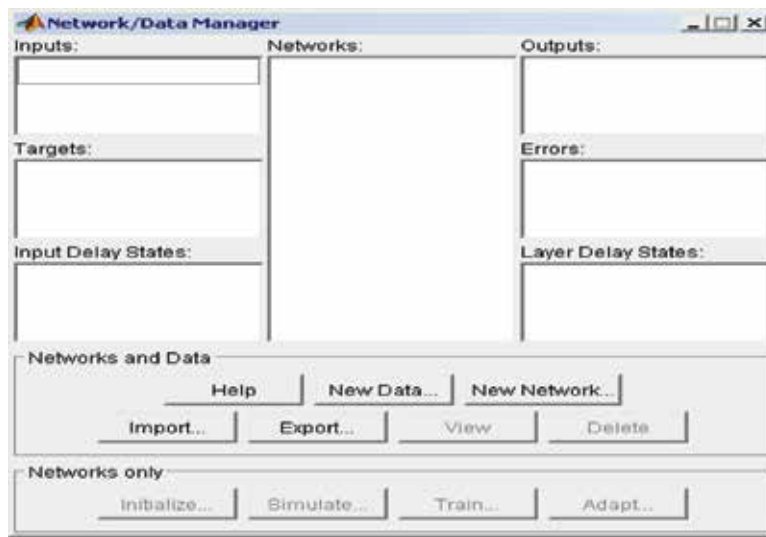 Network/Data Manager
Inputs: Networks: Outputs:
Targets: Errors:
Input Delay States: Layer Delay States:
Networks and Data
Help New Data... New Network...
Import... Export... View Delete
Networks only
Initialize... Simulate... Train... Adapt...